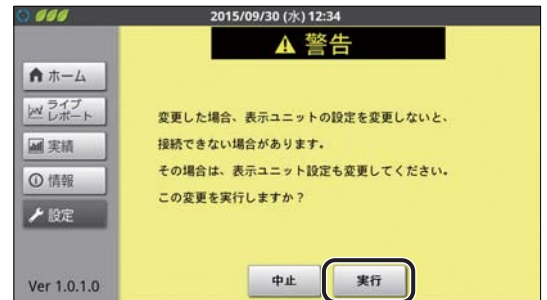 2015/09/30 (水) 12:34
警告
ホーム
ライブ
レポート
実績
情報
設定
Ver 1.0.1.0
変更した場合、表示ユニットの設定を変更しないと、
接続できない場合があります。
その場合は、表示ユニット設定も変更してください。
この変更を実行しますか？
中止
実行